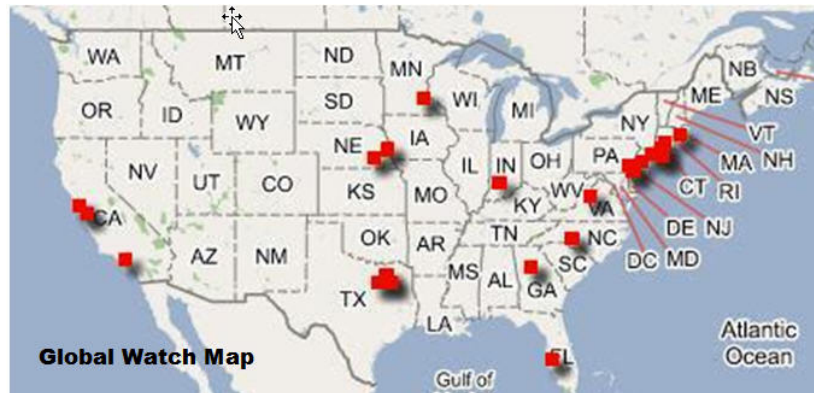 WA
MT
ND
MN
NB
OR
ID
SD
WI
MI
ME
NS
WY
NY
VT
NE
IA
NV
UT
CO
IL
IN
OH
PA
MA
NH
KS
MO
WV
CT
RI
CA
KY
VA
AZ
NM
OK
AR
TN
NC
DE
NJ
SC
DC
MD
MS
AL
GA
TX
LA
FL
Global Watch Map
Atlantic
Ocean
Gulf of